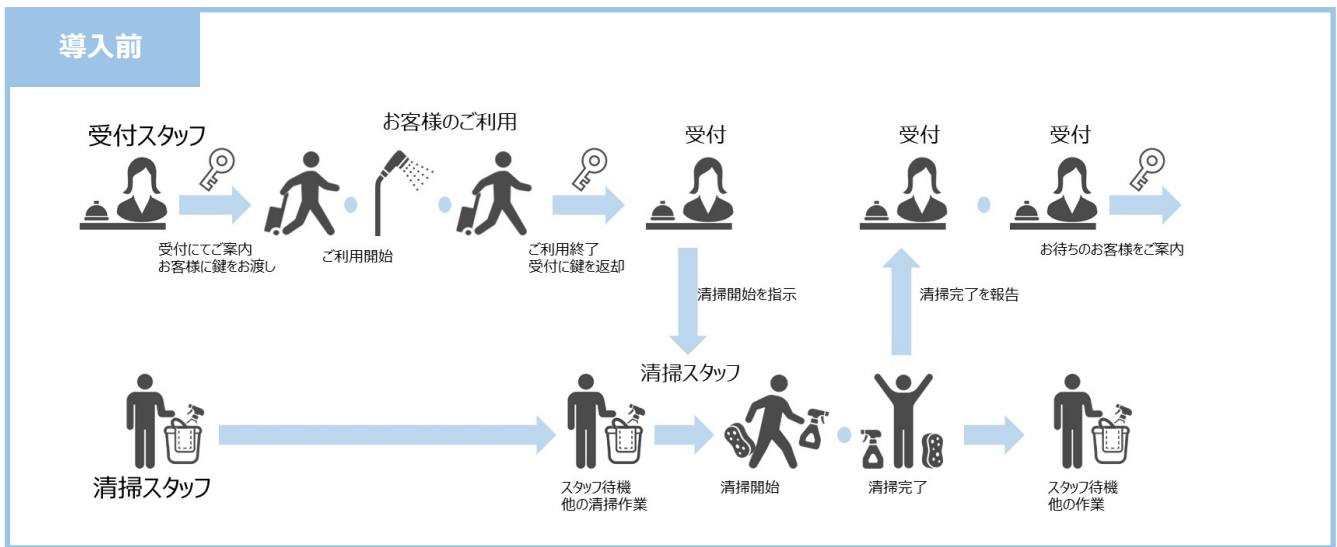 導入前
お客様のご利用
受付スタッフ
受付
受付
受付
受付にてご案内
お客様に鍵をお渡し
ご利用開始
ご利用終了
受付に鍵を返却
お待ちのお客様をご案内
清掃開始を指示
清掃完了を報告
清掃スタッフ
清掃スタッフ
スタッフ待機
他の清掃作業
清掃開始
清掃完了
スタッフ待機
他の作業